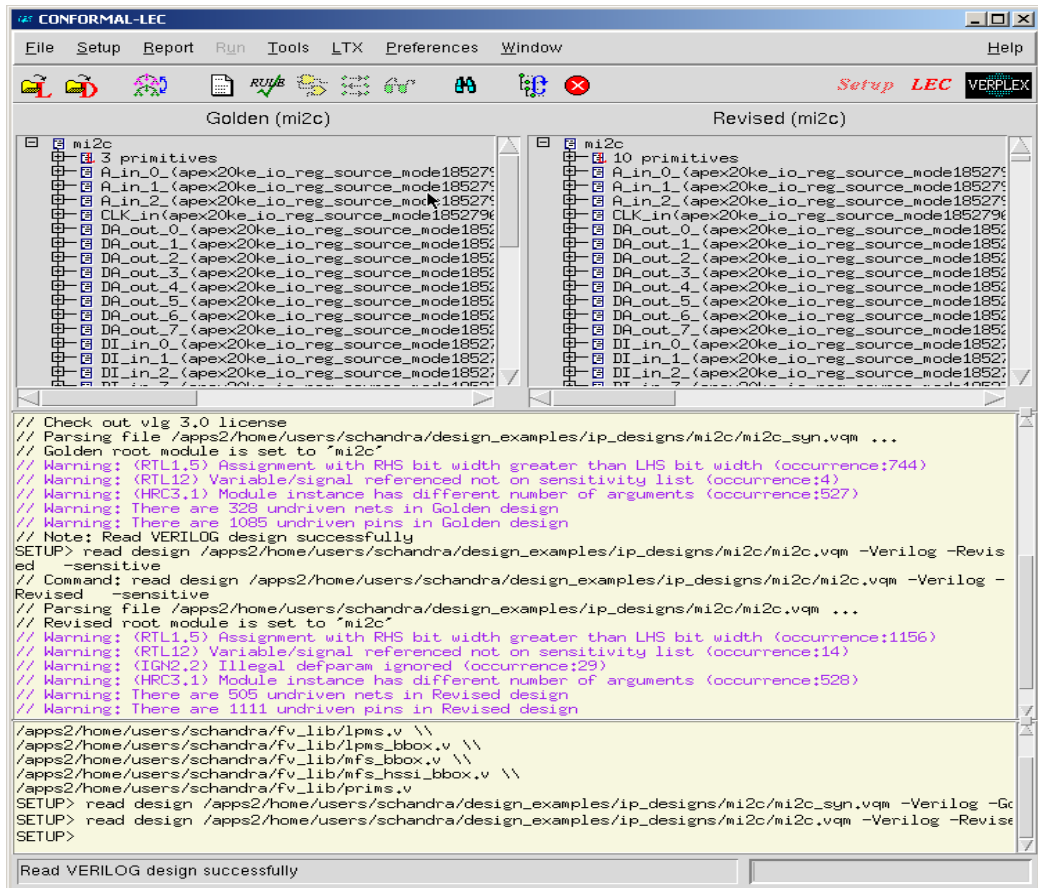 CONFORMAL-LEC
File Setup Report Run Tools LTX Preferences Window Help
Setup LEC VERPLEX
Golden (mi2c)
mi2c
3 primitives
A_in_0_(apex20ke_io_reg_source_mode18527
A_in_1_(apex20ke_io_reg_source_mode18527
A_in_2_(apex20ke_io_reg_source_mode18527
CLK_in(apex20ke_io_reg_source_mode1852796
DA_out_0_(apex20ke_io_reg_source_mode1852
DA_out_1_(apex20ke_io_reg_source_mode1852
DA_out_2_(apex20ke_io_reg_source_mode1852
DA_out_3_(apex20ke_io_reg_source_mode1852
DA_out_4_(apex20ke_io_reg_source_mode1852
DA_out_5_(apex20ke_io_reg_source_mode1852
DA_out_6_(apex20ke_io_reg_source_mode1852
DA_out_7_(apex20ke_io_reg_source_mode1852
DI_in_0_(apex20ke_io_reg_source_mode18527
DI_in_1_(apex20ke_io_reg_source_mode18527
DI_in_2_(apex20ke_io_reg_source_mode18527
Revised (mi2c)
mi2c
10 primitives
A_in_0_(apex20ke_io_reg_source_mode18527
A_in_1_(apex20ke_io_reg_source_mode18527
A_in_2_(apex20ke_io_reg_source_mode18527
CLK_in(apex20ke_io_reg_source_mode1852796
DA_out_0_(apex20ke_io_reg_source_mode1852
DA_out_1_(apex20ke_io_reg_source_mode1852
DA_out_2_(apex20ke_io_reg_source_mode1852
DA_out_3_(apex20ke_io_reg_source_mode1852
DA_out_4_(apex20ke_io_reg_source_mode1852
DA_out_5_(apex20ke_io_reg_source_mode1852
DA_out_6_(apex20ke_io_reg_source_mode1852
DA_out_7_(apex20ke_io_reg_source_mode1852
DI_in_0_(apex20ke_io_reg_source_mode18527
DI_in_1_(apex20ke_io_reg_source_mode18527
DI_in_2_(apex20ke_io_reg_source_mode18527
// Check out vlg 3.0 license
// Parsing file /apps2/home/users/schandra/design_examples/ip_designs/mi2c/mi2c_syn.vqm ...
// Golden root module is set to 'mi2c'
// Warning: (RTL1.5) Assignment with RHS bit width greater than LHS bit width (occurrence:744)
// Warning: (RTL12) Variable/signal referenced not on sensitivity list (occurrence:4)
// Warning: (HRC3.1) Module instance has different number of arguments (occurrence:527)
// Warning: There are 328 undriven nets in Golden design
// Warning: There are 1085 undriven pins in Golden design
// Note: Read VERILOG design successfully
SETUP> read design /apps2/home/users/schandra/design_examples/ip_designs/mi2c/mi2c.vqm -Verilog -Revis
ed -sensitive
// Command: read design /apps2/home/users/schandra/design_examples/ip_designs/mi2c/mi2c.vqm -Verilog -
Revised -sensitive
// Parsing file /apps2/home/users/schandra/design_examples/ip_designs/mi2c/mi2c.vqm ...
// Revised root module is set to 'mi2c'
// Warning: (RTL1.5) Assignment with RHS bit width greater than LHS bit width (occurrence:1156)
// Warning: (RTL12) Variable/signal referenced not on sensitivity list (occurrence:14)
// Warning: (IGN2.2) Illegal defparam ignored (occurrence:29)
// Warning: (HRC3.1) Module instance has different number of arguments (occurrence:528)
// Warning: There are 505 undriven nets in Revised design
// Warning: There are 1111 undriven pins in Revised design
/apps2/home/users/schandra/fv_lib/lpms.v \\
/apps2/home/users/schandra/fv_lib/lpms_bbox.v \\
/apps2/home/users/schandra/fv_lib/mfs_bbox.v \\
/apps2/home/users/schandra/fv_lib/mfs_hssi_bbox.v \\
/apps2/home/users/schandra/fv_lib/prims.v
SETUP> read design /apps2/home/users/schandra/design_examples/ip_designs/mi2c/mi2c_syn.vqm -Verilog -Go
SETUP> read design /apps2/home/users/schandra/design_examples/ip_designs/mi2c/mi2c.vqm -Verilog -Revise
SETUP>
Read VERILOG design successfully